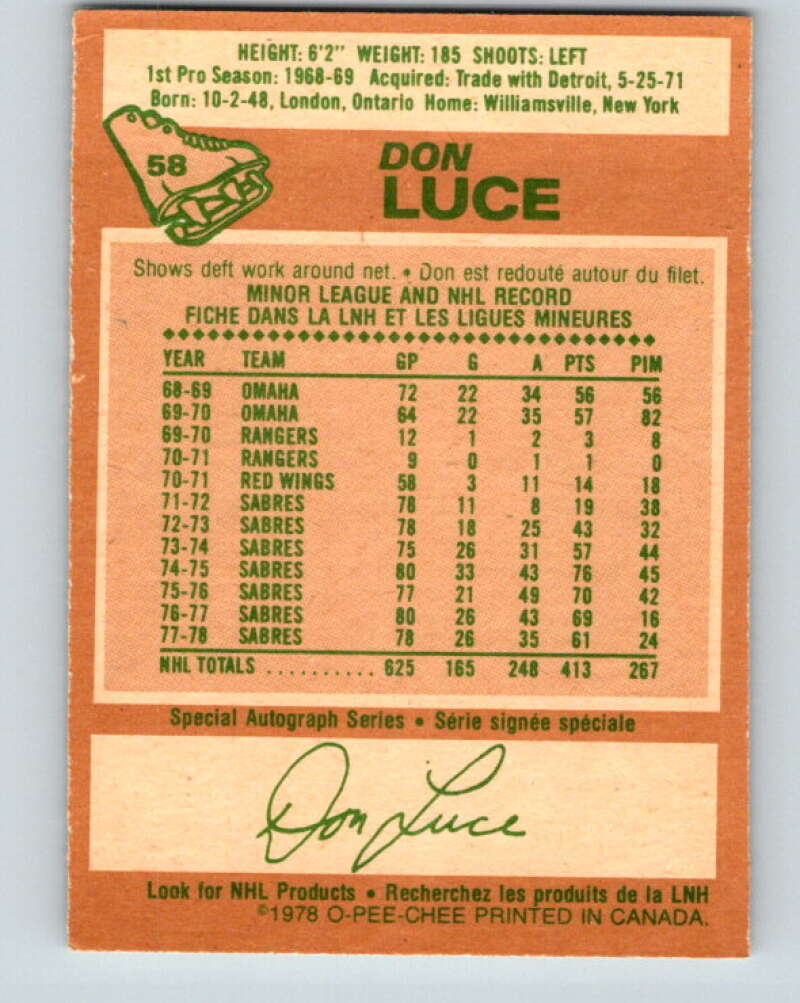 HEIGHT: 6'2" WEIGHT: 185 SHOOTS: LEFT
1st Pro Season: 1968-69 Acquired: Trade with Detroit, 5-25-71
Born: 10-2-48, London, Ontario Home: Williamsville, New York
58
DON
LUCE
Shows deft work around net. • Don est redouté autour du filet.
MINOR LEAGUE AND NHL RECORD
FICHE DANS LA LNH ET LES LIGUES MINEURES
YEAR TEAM GP G A PTS PIM
68-69 OMAHA 72 22 34 56 56
69-70 OMAHA 64 22 35 57 82
69-70 RANGERS 12 1 2 3 8
70-71 RANGERS 9 0 1 1 0
70-71 RED WINGS 58 3 11 14 18
71-72 SABRES 78 11 8 19 38
72-73 SABRES 78 18 25 43 32
73-74 SABRES 75 26 31 57 44
74-75 SABRES 80 33 43 76 45
75-76 SABRES 77 21 49 70 42
76-77 SABRES 80 26 43 69 16
77-78 SABRES 78 26 35 61 24
NHL TOTALS .......... 625 165 248 413 267
Special Autograph Series • Série signée spéciale
Don Luce
Look for NHL Products • Recherchez les produits de la LNH
©1978 O-PEE-CHEE PRINTED IN CANADA.